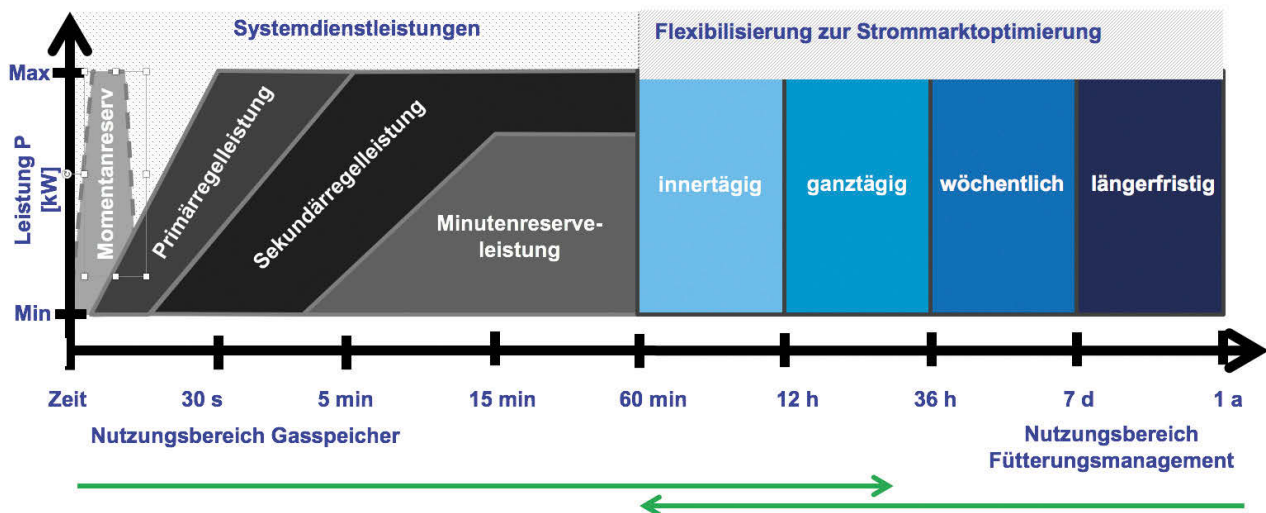 Systemdienstleistungen
Flexibilisierung zur Strommarktoptimierung
Max
Leistung P
[kW]
Min
Momentanreserv
Primärregelleistung
Sekundärregelleistung
Minutenreserve-
leistung
innertägig
ganztägig
wöchentlich
längerfristig
Zeit
30 s
5 min
15 min
60 min
12 h
36 h
7 d
1 a
Nutzungsbereich Gasspeicher
Nutzungsbereich
Fütterungsmanagement